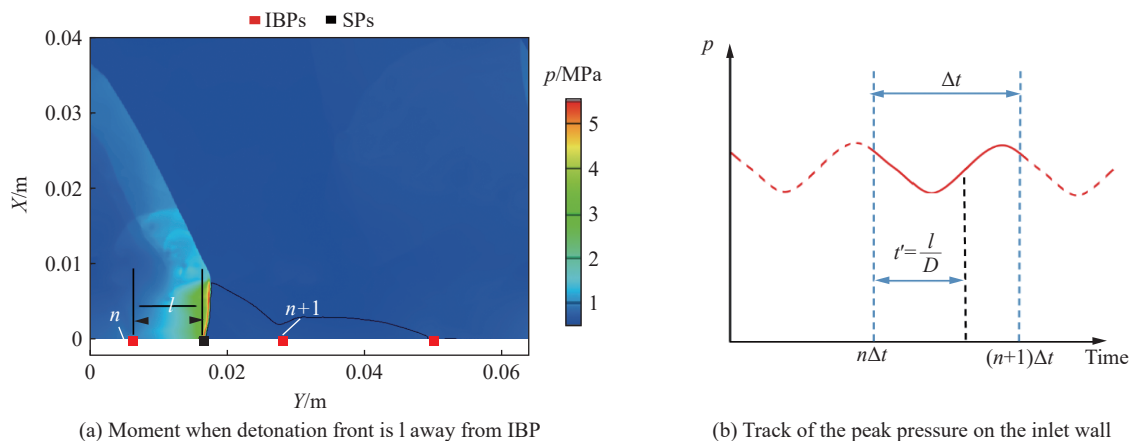 IBPs SPs
0.04
0.03
0.02
0.01
0
X/m
n
l
n+1
0 0.02 0.04 0.06
Y/m
p/MPa
5
4
3
2
1
(a) Moment when detonation front is l away from IBP
p
Δt
t′=l/D
nΔt
(n+1)Δt
Time
(b) Track of the peak pressure on the inlet wall